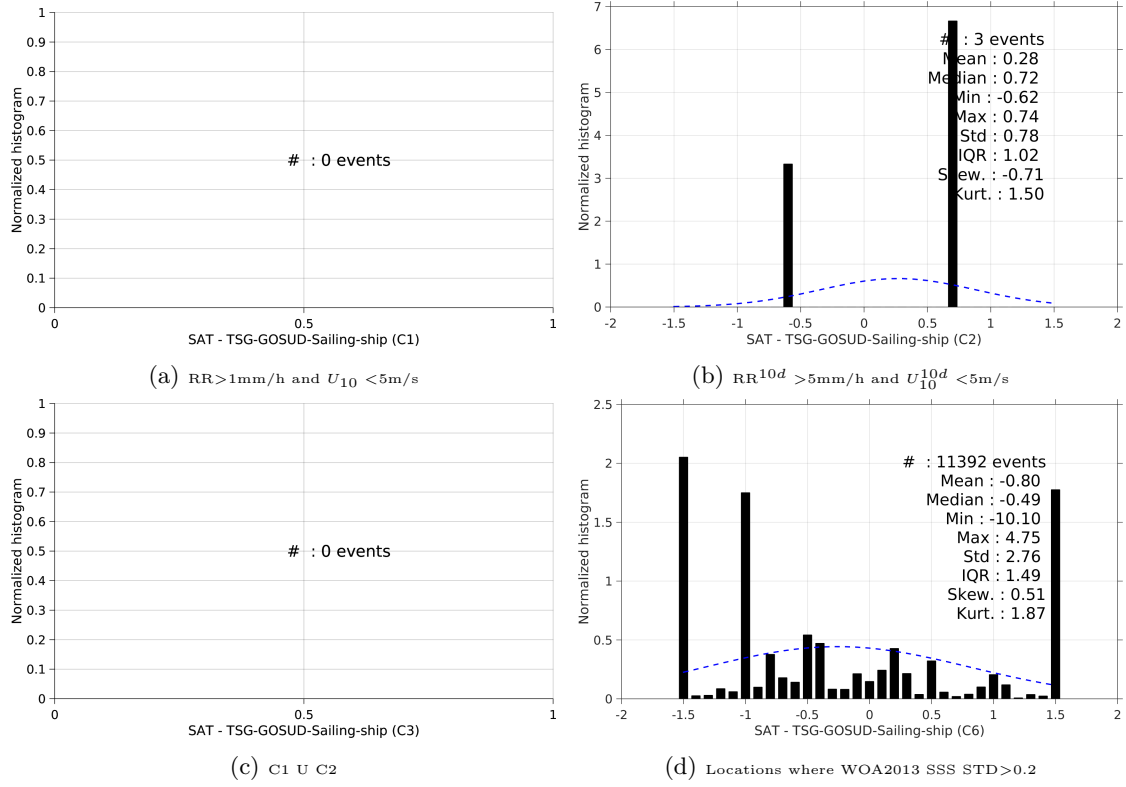 1
0.9
0.8
0.7
0.6
0.5
0.4
0.3
0.2
0.1
0
Normalized histogram
# : 0 events
0 0.5 1
SAT - TSG-GOSUD-Sailing-ship (C1)
(a) RR>1mm/h and U10 <5m/s
7
6
5
4
3
2
1
0
Normalized histogram
# : 3 events
Mean : 0.28
Median : 0.72
Min : -0.62
Max : 0.74
Std : 0.78
IQR : 1.02
Skew. : -0.71
Kurt. : 1.50
-2 -1.5 -1 -0.5 0 0.5 1 1.5 2
SAT - TSG-GOSUD-Sailing-ship (C2)
(b) RR^10d >5mm/h and U_10^10d <5m/s
1
0.9
0.8
0.7
0.6
0.5
0.4
0.3
0.2
0.1
0
Normalized histogram
# : 0 events
0 0.5 1
SAT - TSG-GOSUD-Sailing-ship (C3)
(c) C1 U C2
2.5
2
1.5
1
0.5
0
Normalized histogram
# : 11392 events
Mean : -0.80
Median : -0.49
Min : -10.10
Max : 4.75
Std : 2.76
IQR : 1.49
Skew. : 0.51
Kurt. : 1.87
-2 -1.5 -1 -0.5 0 0.5 1 1.5 2
SAT - TSG-GOSUD-Sailing-ship (C6)
(d) Locations where WOA2013 SSS STD>0.2